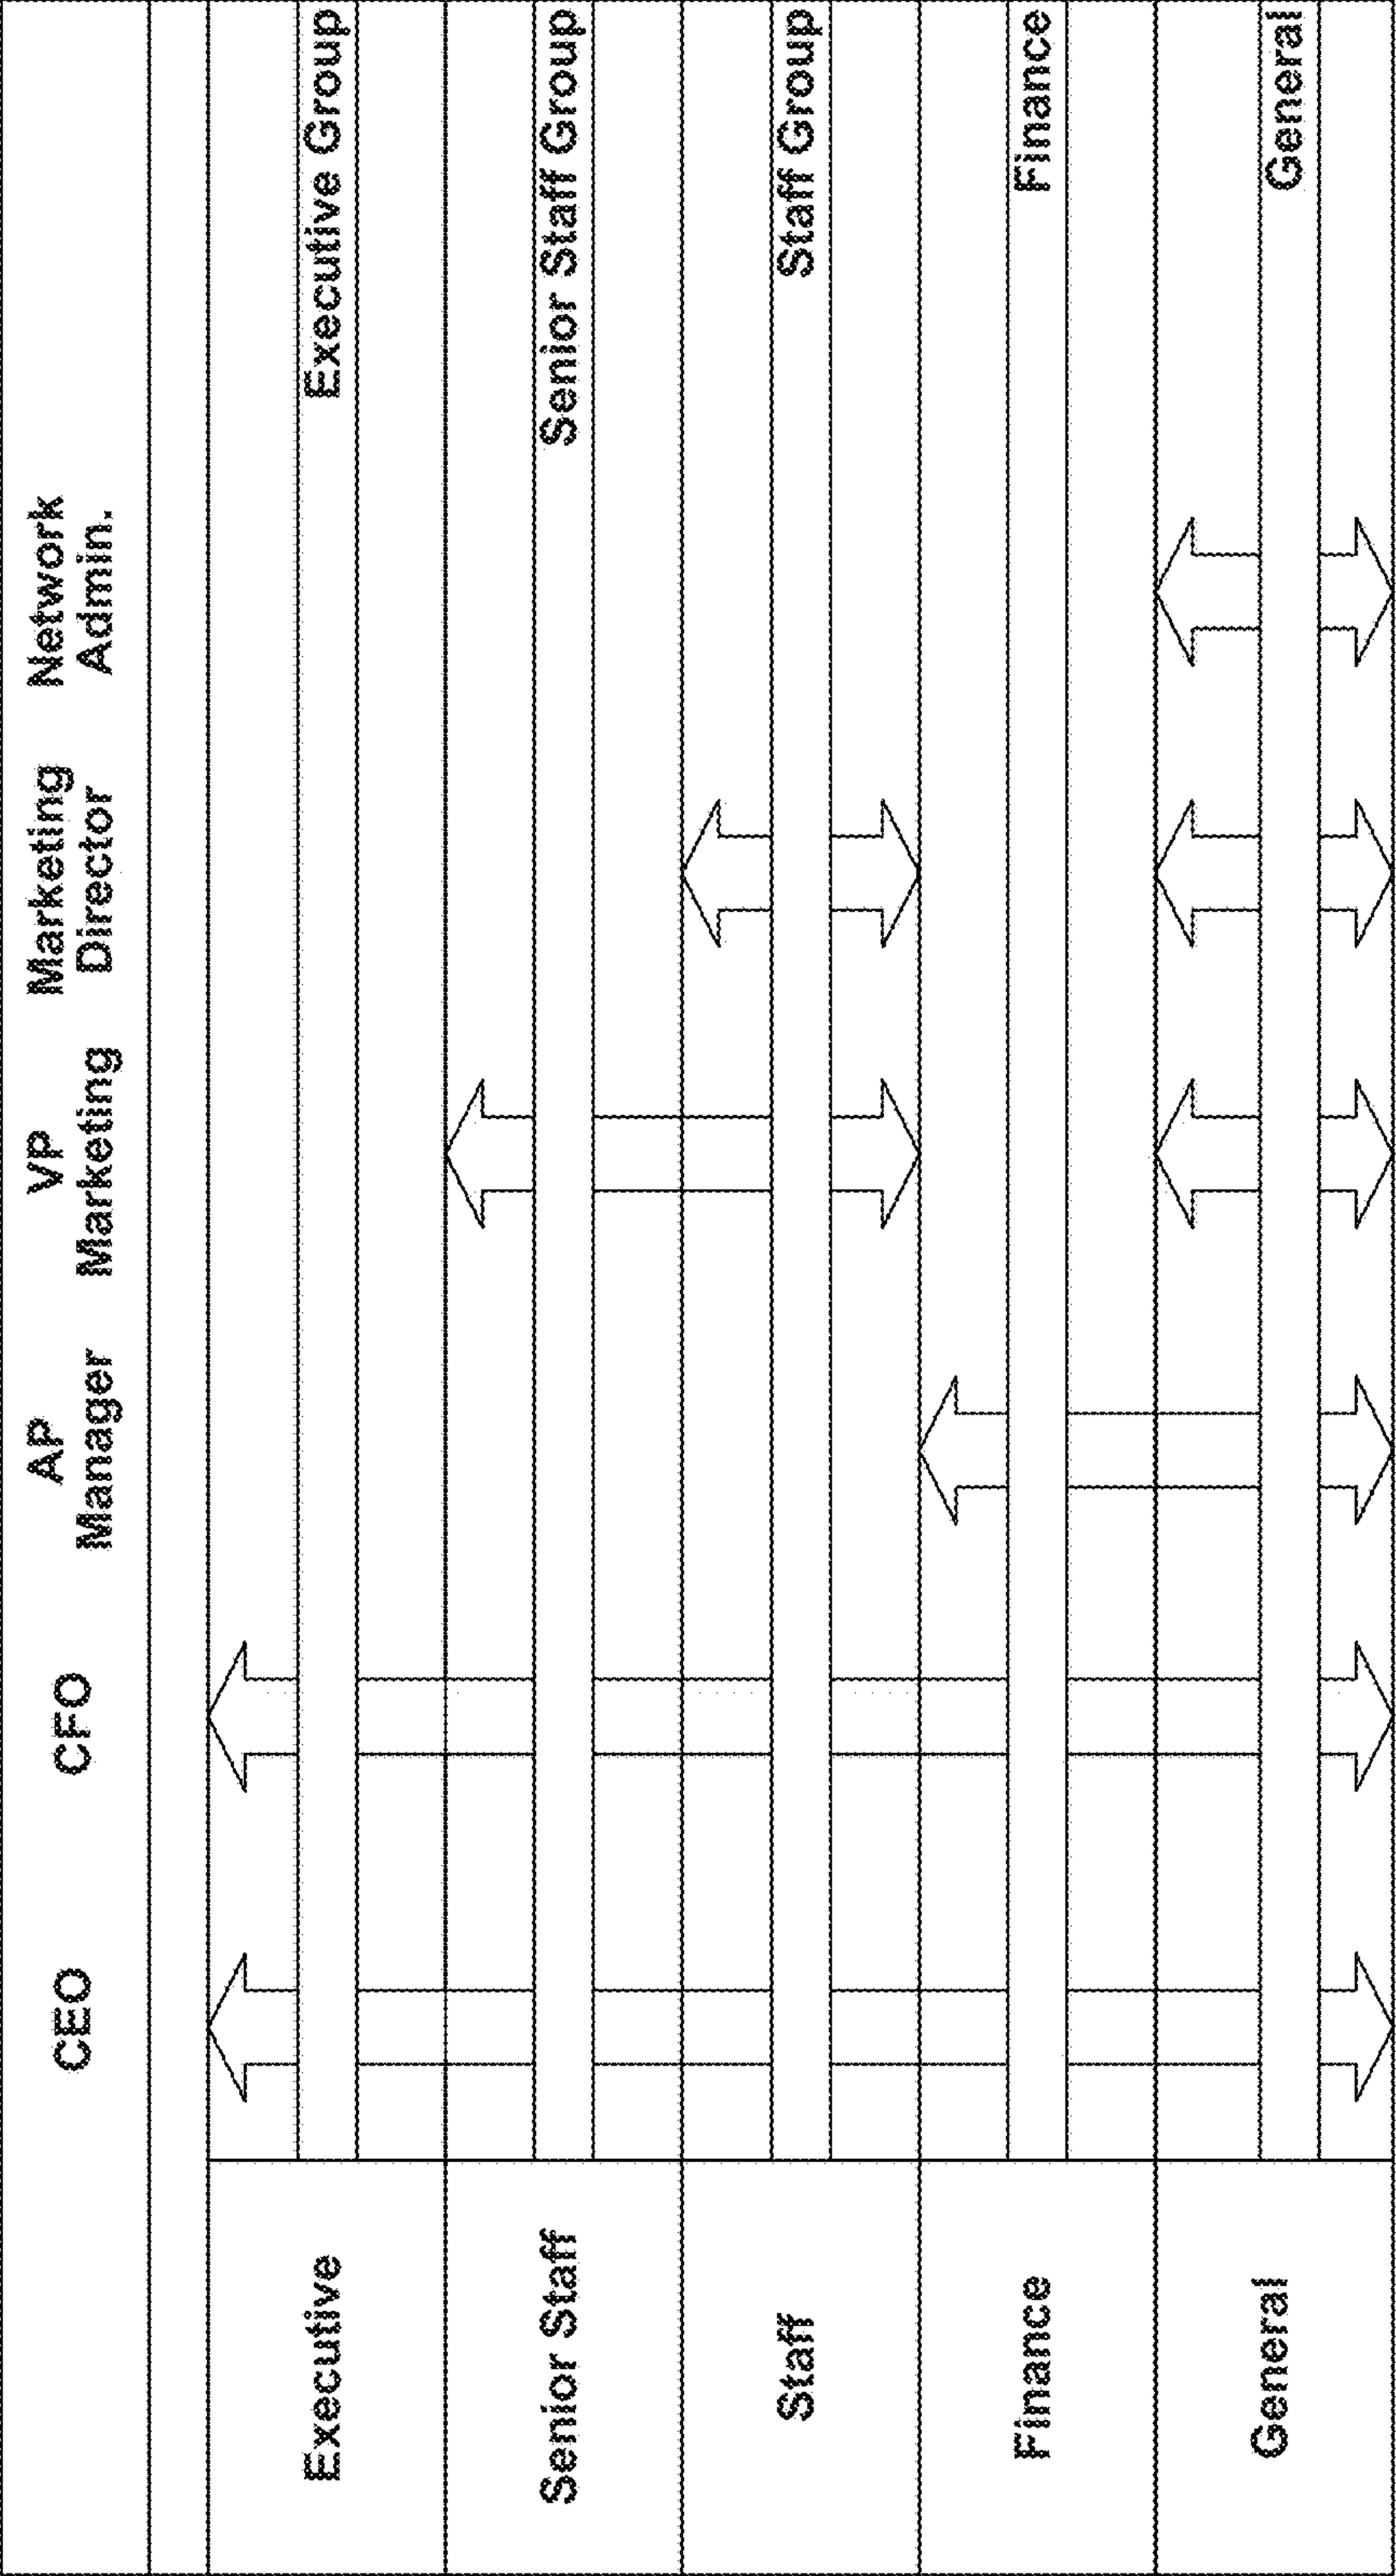 CEO
CFO
AP
Manager
VP
Marketing
Marketing
Director
Network
Admin.
Executive
Executive Group
Senior Staff
Senior Staff Group
Staff
Staff Group
Finance
Finance
General
General